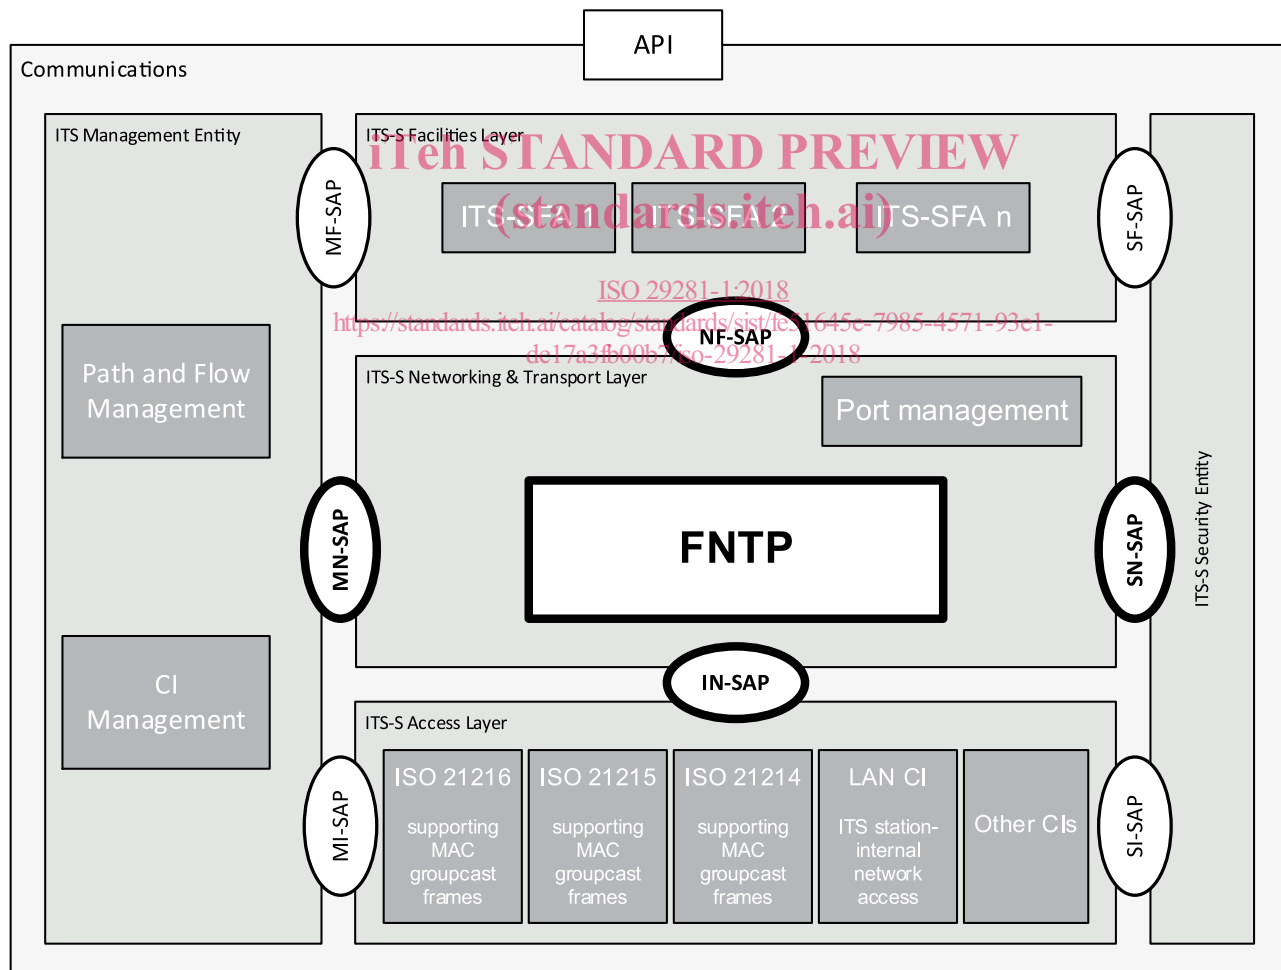 API
Communications
ITS Management Entity
ITS-S Facilities Layer
iTeh STANDARD PREVIEW
(standards.iteh.ai)
MF-SAP
ITS-SFA 1
ITS-SFA 2
ITS-SFA n
SF-SAP
ISO 29281-1:2018
https://standards.iteh.ai/catalog/standards/sist/fe51645e-7985-4571-93e1-
de17a3fb00b7/iso-29281-1-2018
NF-SAP
Path and Flow
Management
ITS-S Networking & Transport Layer
Port management
MN-SAP
FNTP
SN-SAP
ITS-S Security Entity
IN-SAP
CI
Management
ITS-S Access Layer
MI-SAP
ISO 21216
supporting
MAC
groupcast
frames
ISO 21215
supporting
MAC
groupcast
frames
ISO 21214
supporting
MAC
groupcast
frames
LAN CI
ITS station-
internal
network
access
Other CIs
SI-SAP